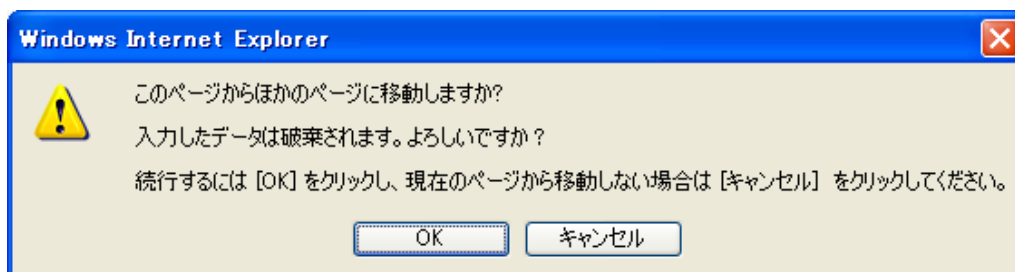 Windows Internet Explorer
このページからほかのページに移動しますか?
入力したデータは破棄されます。よろしいですか？
続行するには [OK] をクリックし、現在のページから移動しない場合は [キャンセル] をクリックしてください。
OK
キャンセル